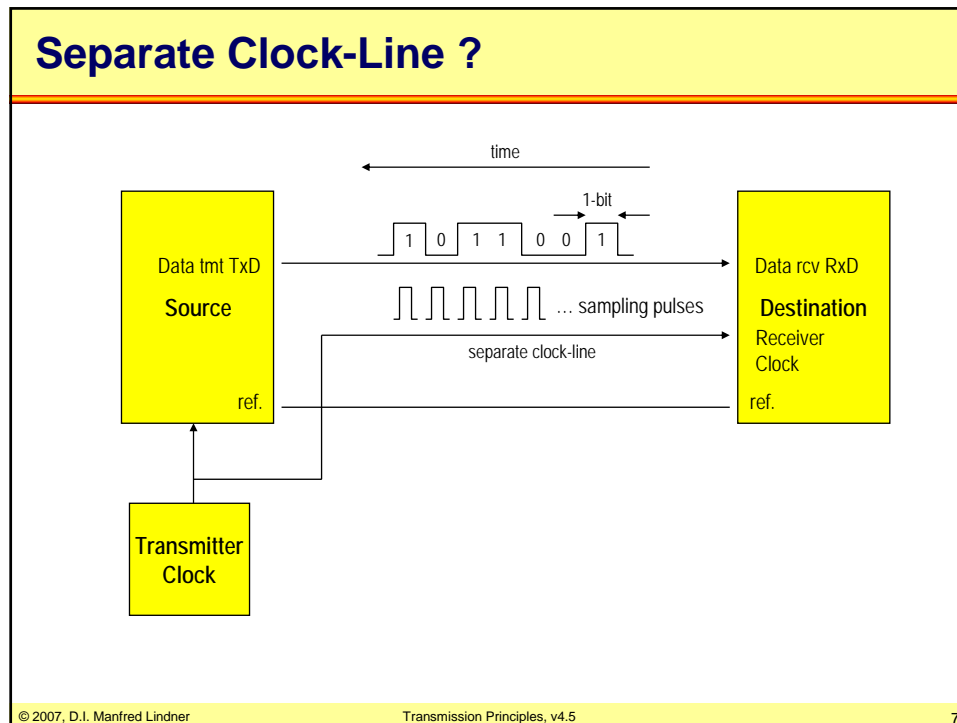 Separate Clock-Line ?
time
1-bit
1 0 1 1 0 0 1
Data tmt TxD
Data rcv RxD
Source
... sampling pulses
Destination
separate clock-line
Receiver
Clock
ref.
ref.
Transmitter
Clock
© 2007, D.I. Manfred Lindner
Transmission Principles, v4.5
7